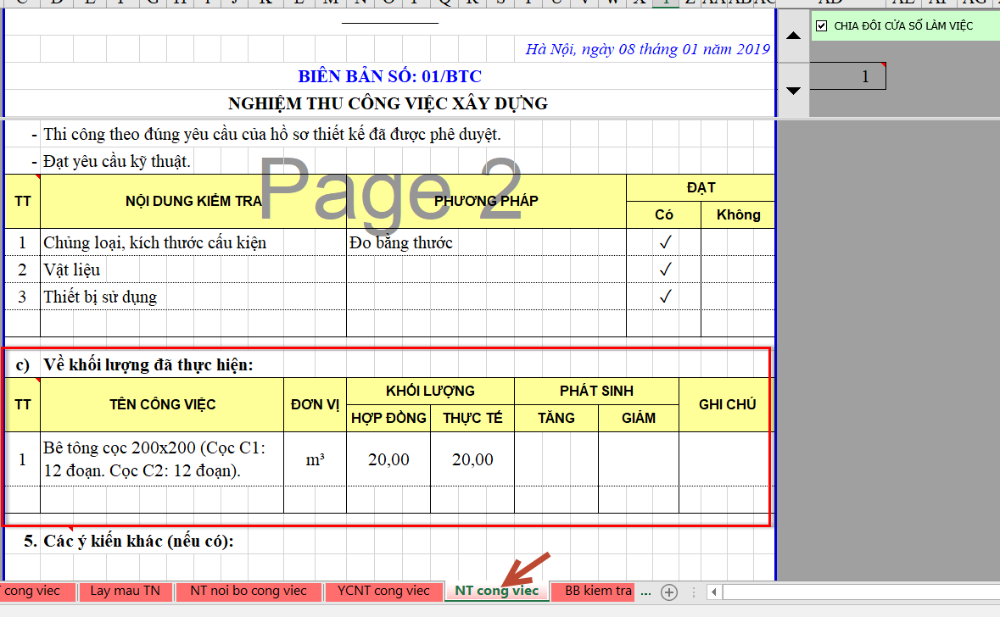 CHIA ĐÔI CỬA SỔ LÀM VIỆC
Hà Nội, ngày 08 tháng 01 năm 2019
1
BIÊN BẢN SỐ: 01/BTC
NGHIỆM THU CÔNG VIỆC XÂY DỰNG
- Thi công theo đúng yêu cầu của hồ sơ thiết kế đã được phê duyệt.
- Đạt yêu cầu kỹ thuật.
Page 2
TT NỘI DUNG KIỂM TRA PHƯƠNG PHÁP ĐẠT
Có Không
1 Chủng loại, kích thước cấu kiện Đo bằng thước ✓
2 Vật liệu ✓
3 Thiết bị sử dụng ✓
c) Về khối lượng đã thực hiện:
TT TÊN CÔNG VIỆC ĐƠN VỊ KHỐI LƯỢNG PHÁT SINH GHI CHÚ
HỢP ĐỒNG THỰC TẾ TĂNG GIẢM
1 Bê tông cọc 200x200 (Cọc C1: 12 đoạn. Cọc C2: 12 đoạn). m³ 20,00 20,00
5. Các ý kiến khác (nếu có):
cong viec Lay mau TN NT noi bo cong viec YCNT cong viec NT cong viec BB kiem tra ...